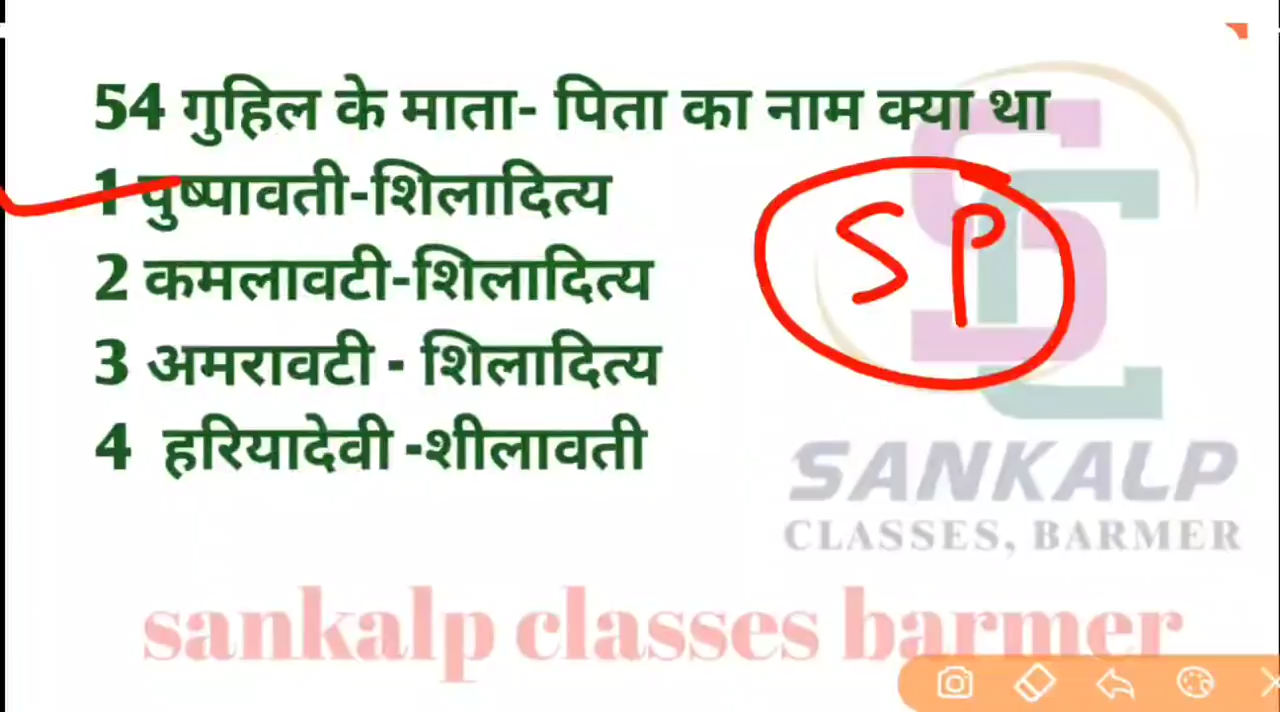 54 गुहिल के माता- पिता का नाम क्या था
1 पुष्पावती-शिलादित्य
2 कमलावटी-शिलादित्य
3 अमरावटी - शिलादित्य
4 हरियादेवी -शीलावती
SP
SC
SANKALP
CLASSES, BARMER
sankalp classes barmer